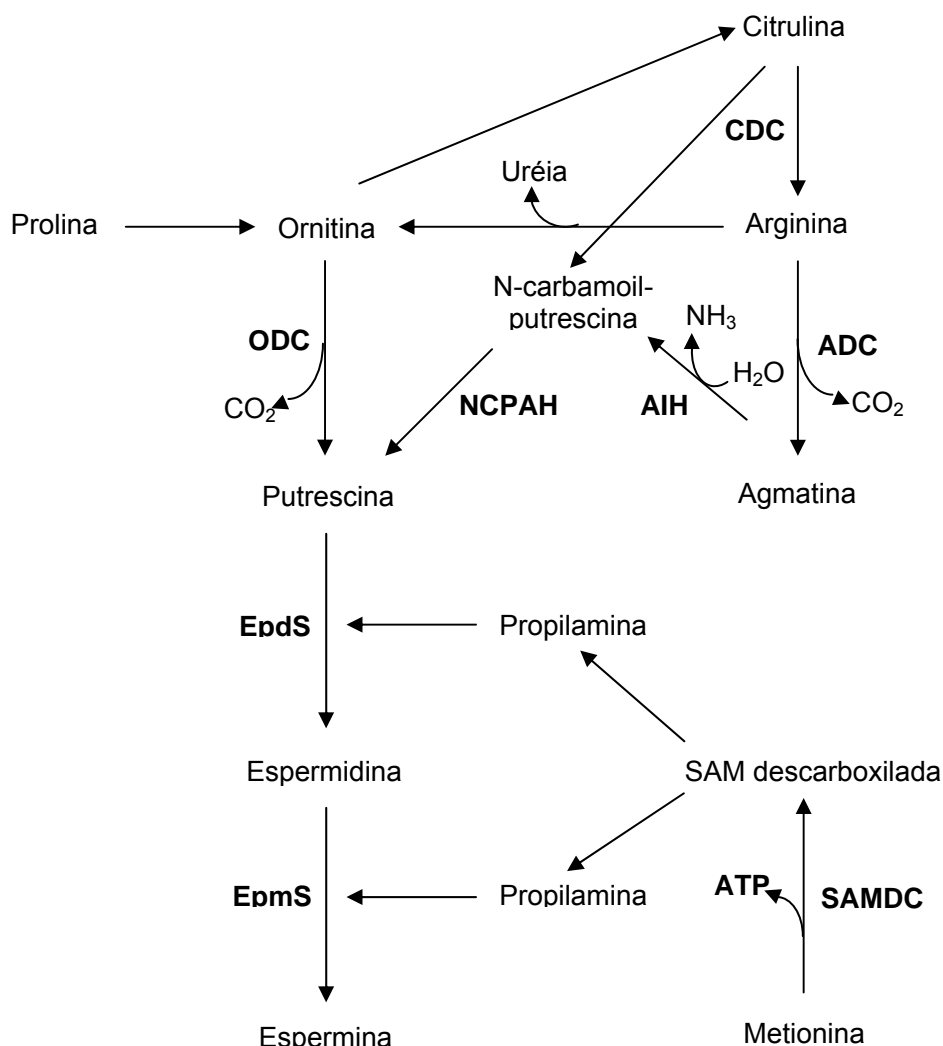 Citrulina
CDC
Uréia
Prolina
Ornitina
Arginina
N-carbamoil-
putrescina
NH₃
ODC
ADC
H₂O
CO₂
NCPAH
AIH
CO₂
Putrescina
Agmatina
EpdS
Propilamina
Espermidina
SAM descarboxilada
EpmS
Propilamina
ATP
SAMDC
Espermina
Metionina